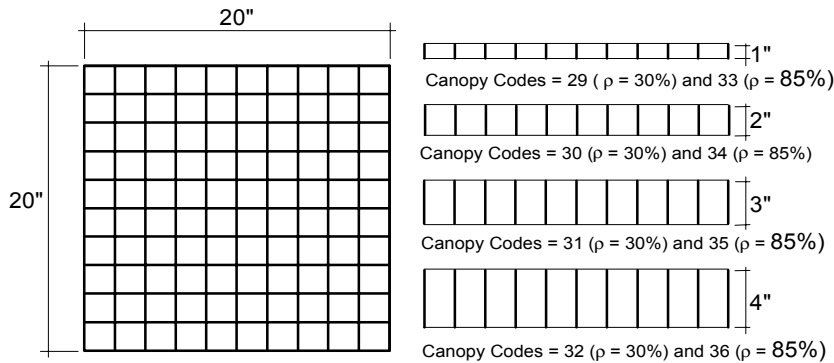 20"
20"
1"
Canopy Codes = 29 ( ρ = 30%) and 33 (ρ = 85%)
2"
Canopy Codes = 30 (ρ = 30%) and 34 (ρ = 85%)
3"
Canopy Codes = 31 (ρ = 30%) and 35 (ρ = 85%)
4"
Canopy Codes = 32 (ρ = 30%) and 36 (ρ = 85%)